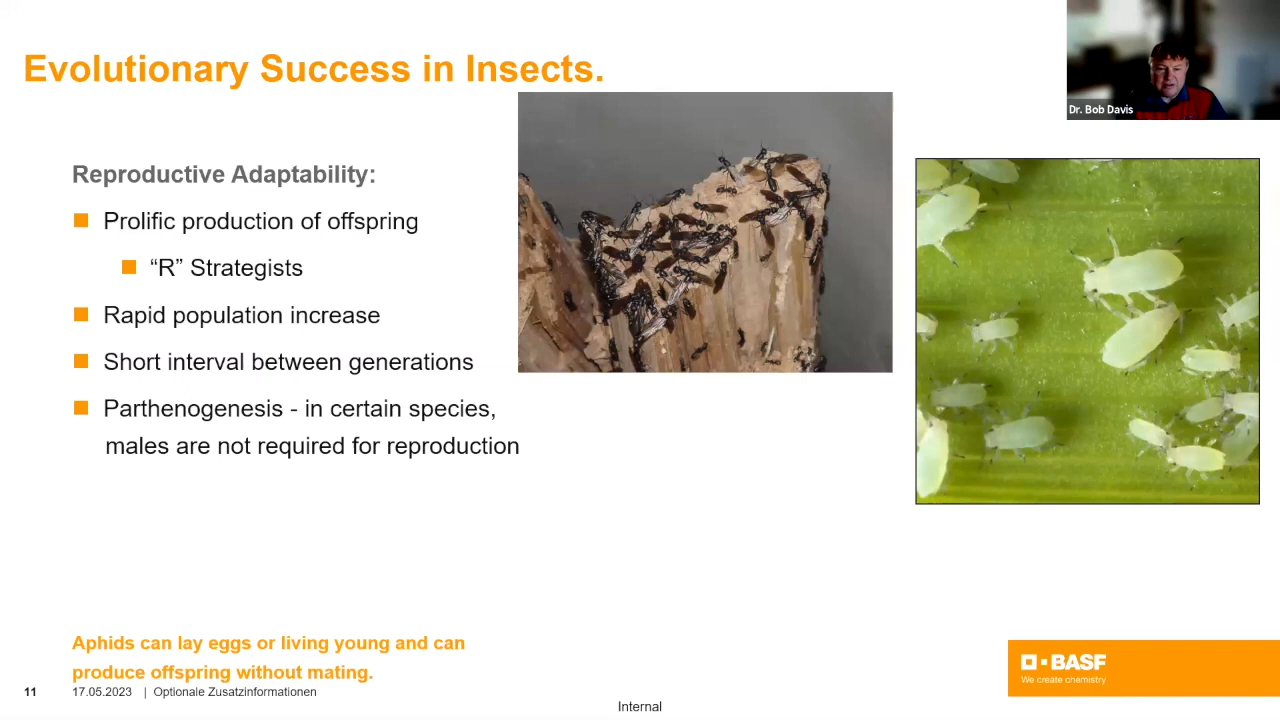 Evolutionary Success in Insects.
Dr. Bob Davis
Reproductive Adaptability:
Prolific production of offspring
“R” Strategists
Rapid population increase
Short interval between generations
Parthenogenesis - in certain species,
males are not required for reproduction
Aphids can lay eggs or living young and can
produce offspring without mating.
11 17.05.2023 | Optionale Zusatzinformationen
Internal
BASF
We create chemistry